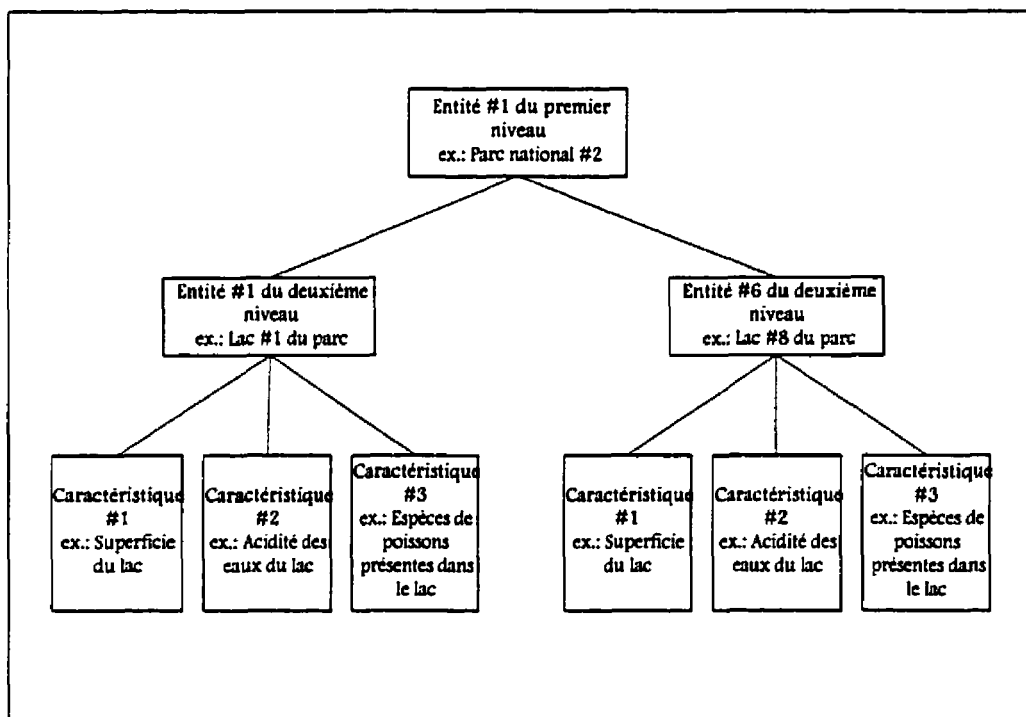 Entité #1 du premier
niveau
ex.: Parc national #2
Entité #1 du deuxième
niveau
ex.: Lac #1 du parc
Entité #6 du deuxième
niveau
ex.: Lac #8 du parc
Caractéristique
#1
ex.: Superficie
du lac
Caractéristique
#2
ex.: Acidité des
eaux du lac
Caractéristique
#3
ex.: Espèces de
poissons
présentes dans
le lac
Caractéristique
#1
ex.: Superficie
du lac
Caractéristique
#2
ex.: Acidité des
eaux du lac
Caractéristique
#3
ex.: Espèces de
poissons
présentes dans
le lac